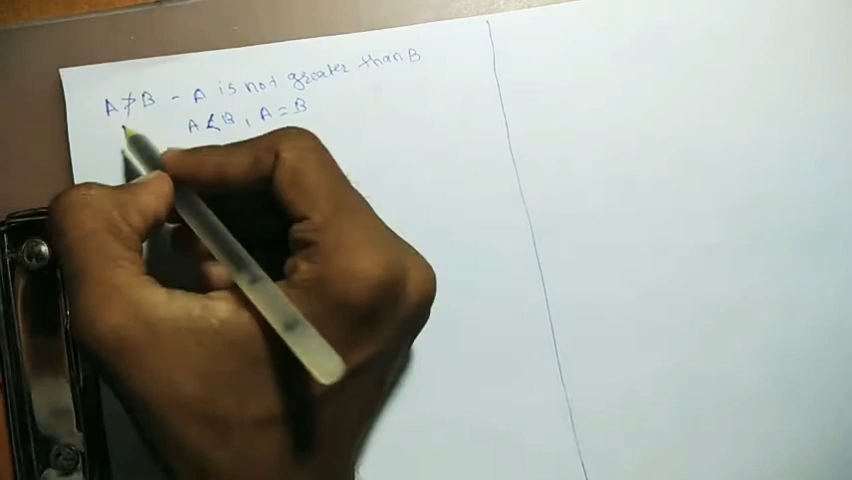 A ≯ B - A is not greater than B
A < B, A = B